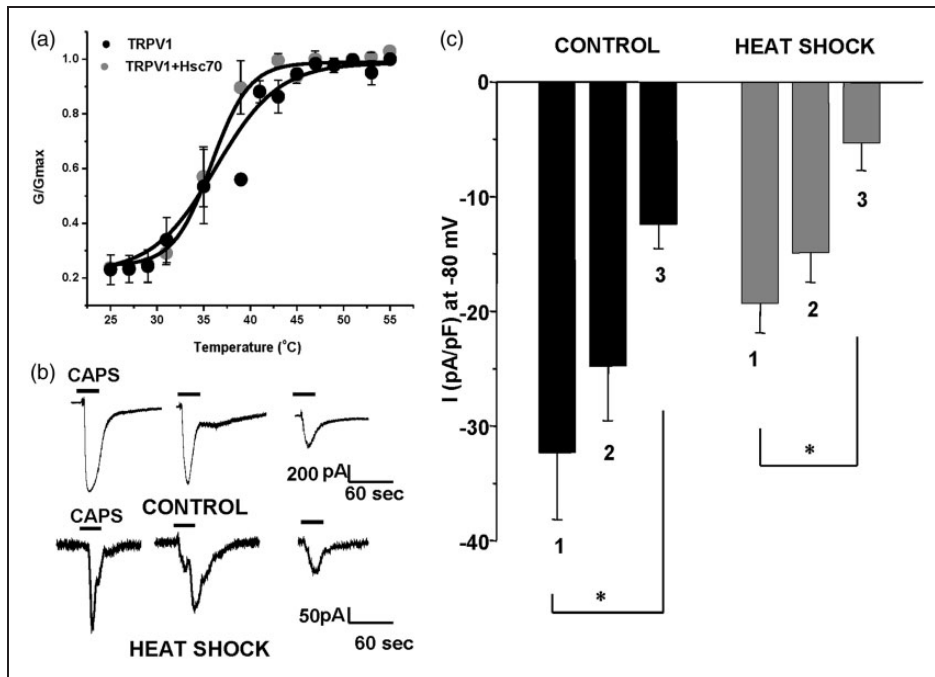 (a)
TRPV1
TRPV1+Hsc70
1.0
0.8
0.6
0.4
0.2
G/Gmax
25 30 35 40 45 50 55
Temperature (°C)
(b)
CAPS
200 pA
60 sec
CONTROL
CAPS
50pA
60 sec
HEAT SHOCK
(c)
CONTROL
HEAT SHOCK
0
-10
-20
-30
-40
I (pA/pF) at -80 mV
1
2
3
*
1
2
3
*